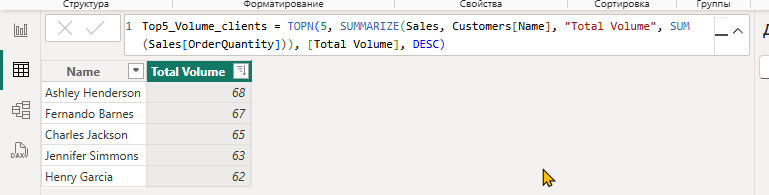 Структура Форматирование Свойства Сортировка Группы
1 Top5_Volume_clients = TOPN(5, SUMMARIZE(Sales, Customers[Name], "Total Volume", SUM
(Sales[OrderQuantity])), [Total Volume], DESC)
Name Total Volume
Ashley Henderson 68
Fernando Barnes 67
Charles Jackson 65
Jennifer Simmons 63
Henry Garcia 62
DAX